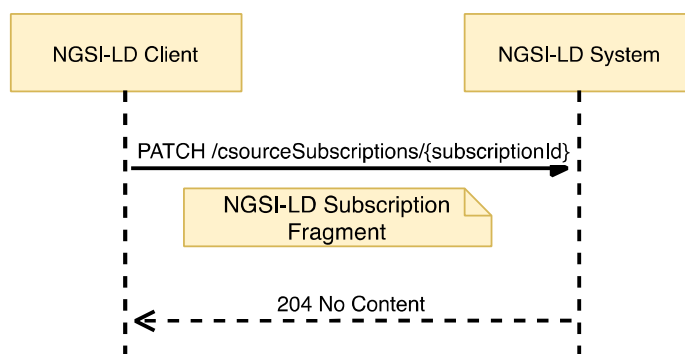 NGSI-LD Client
NGSI-LD System
PATCH /csourceSubscriptions/{subscriptionId}
NGSI-LD Subscription
Fragment
204 No Content